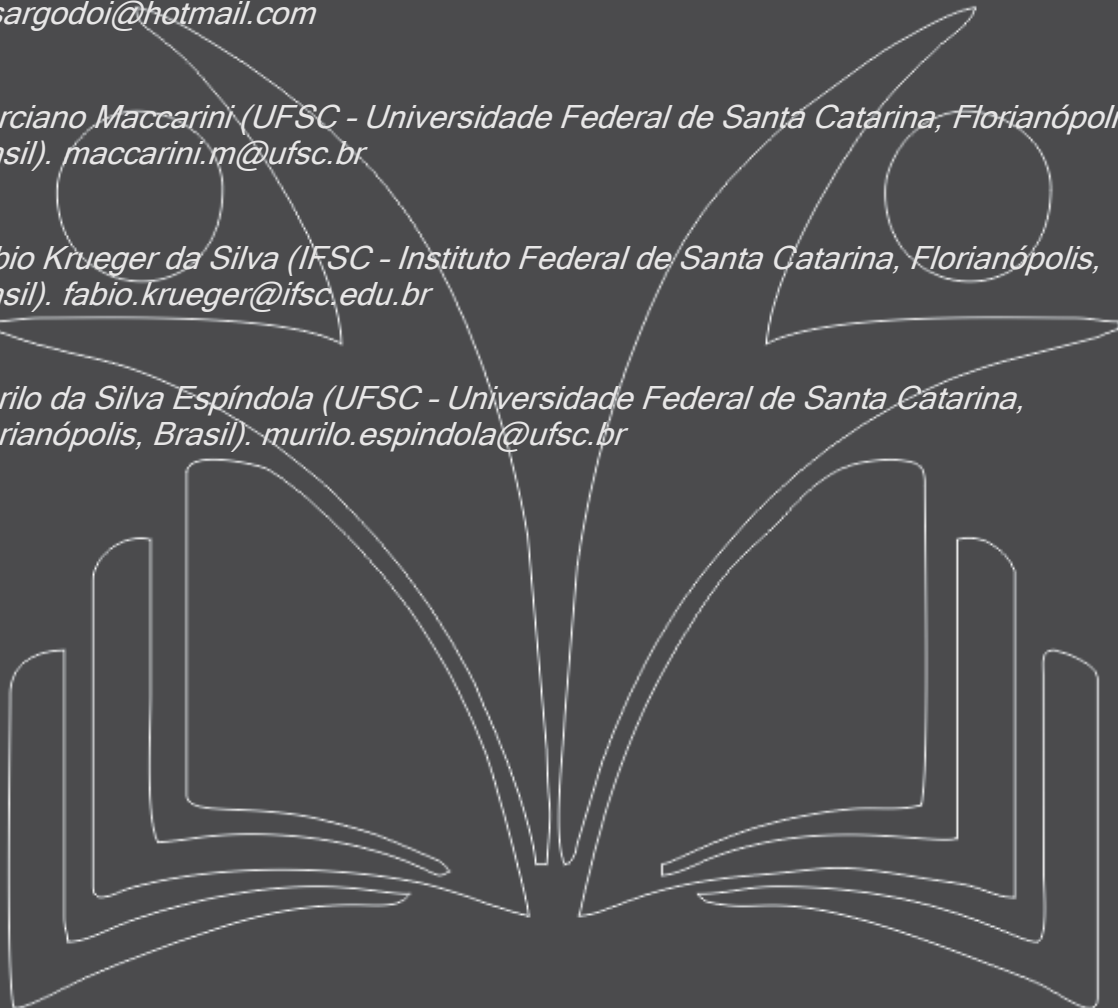 sargodoi@hotmail.com
rciano Maccarini (UFSC – Universidade Federal de Santa Catarina, Florianópoli
sil). maccarini.m@ufsc.br
bio Krueger da Silva (IFSC – Instituto Federal de Santa Catarina, Florianópolis,
sil). fabio.krueger@ifsc.edu.br
rilo da Silva Espíndola (UFSC – Universidade Federal de Santa Catarina,
rianópolis, Brasil). murilo.espindola@ufsc.br